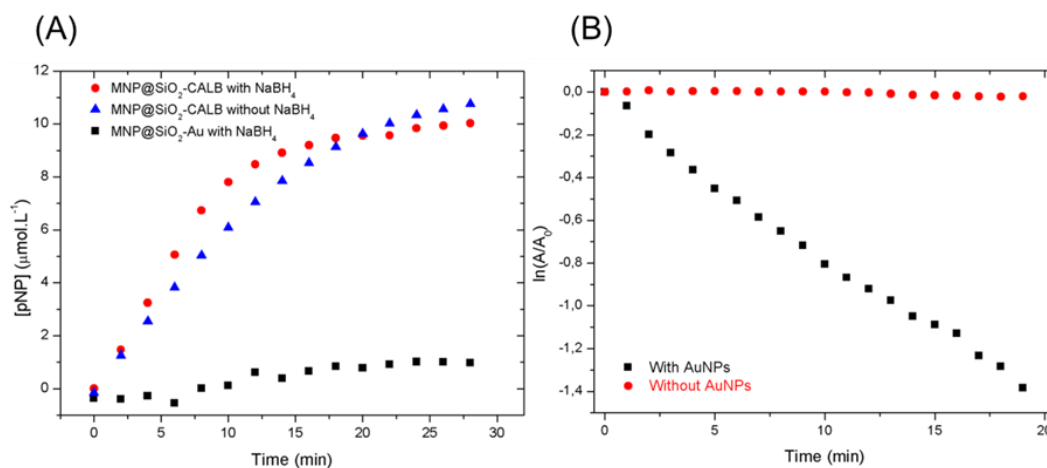 (A)
12
10
8
6
4
2
0
[pNP] (μmol.L⁻¹)
MNP@SiO₂-CALB with NaBH₄
MNP@SiO₂-CALB without NaBH₄
MNP@SiO₂-Au with NaBH₄
0 5 10 15 20 25 30
Time (min)
(B)
0,0
-0,2
-0,4
-0,6
-0,8
-1,0
-1,2
-1,4
ln(A/A₀)
With AuNPs
Without AuNPs
0 5 10 15 20
Time (min)